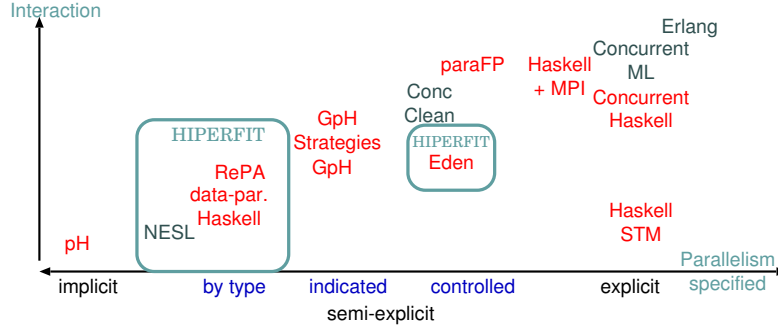 Interaction
Erlang
Concurrent
ML
paraFP
Haskell
+ MPI
Conc
Clean
Concurrent
Haskell
GpH
Strategies
GpH
HIPERFIT
HIPERFIT
Eden
RePA
data-par.
Haskell
NESL
pH
Haskell
STM
Parallelism
specified
implicit
by type
indicated
controlled
explicit
semi-explicit